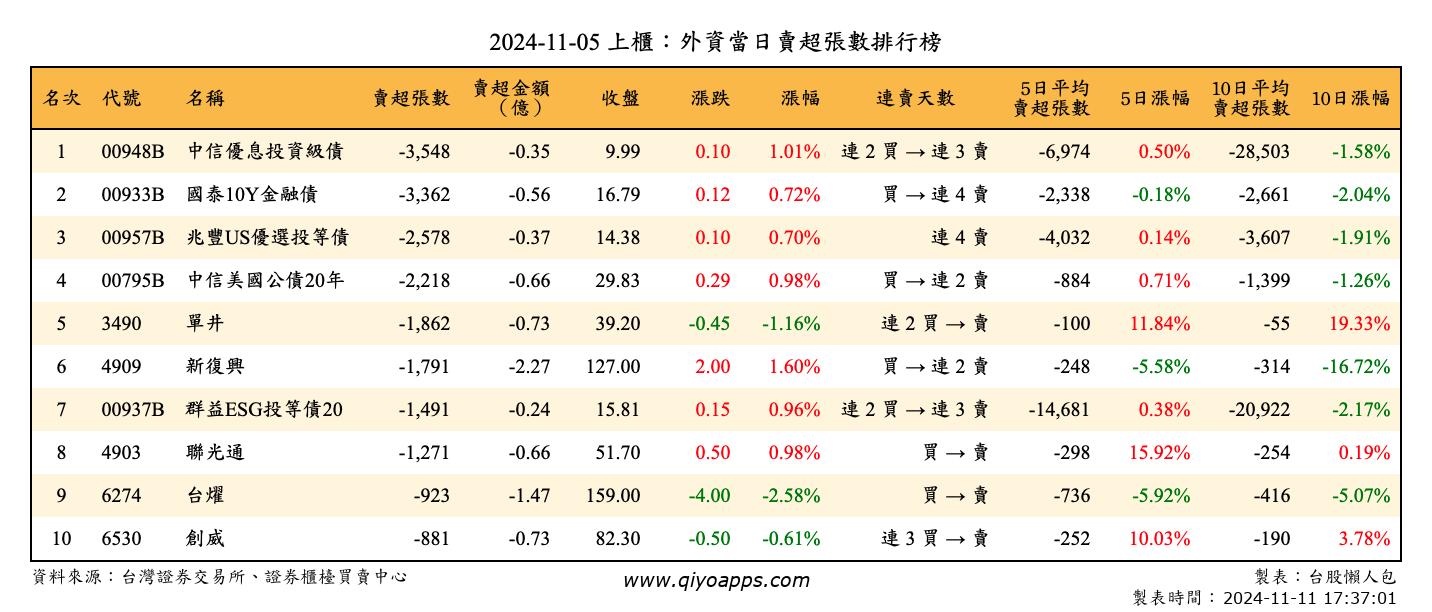 2024-11-05 上櫃：外資當日賣超張數排行榜
名次 代號 名稱 賣超張數 賣超金額（億） 收盤 漲跌 漲幅 連賣天數 5日平均賣超張數 5日漲幅 10日平均賣超張數 10日漲幅
1 00948B 中信優息投資級債 -3,548 -0.35 9.99 0.10 1.01% 連 2 買 → 連 3 賣 -6,974 0.50% -28,503 -1.58%
2 00933B 國泰10Y金融債 -3,362 -0.56 16.79 0.12 0.72% 買 → 連 4 賣 -2,338 -0.18% -2,661 -2.04%
3 00957B 兆豐US優選投等債 -2,578 -0.37 14.38 0.10 0.70% 連 4 賣 -4,032 0.14% -3,607 -1.91%
4 00795B 中信美國公債20年 -2,218 -0.66 29.83 0.29 0.98% 買 → 連 2 賣 -884 0.71% -1,399 -1.26%
5 3490 單井 -1,862 -0.73 39.20 -0.45 -1.16% 連 2 買 → 賣 -100 11.84% -55 19.33%
6 4909 新復興 -1,791 -2.27 127.00 2.00 1.60% 買 → 連 2 賣 -248 -5.58% -314 -16.72%
7 00937B 群益ESG投等債20 -1,491 -0.24 15.81 0.15 0.96% 連 2 買 → 連 3 賣 -14,681 0.38% -20,922 -2.17%
8 4903 聯光通 -1,271 -0.66 51.70 0.50 0.98% 買 → 賣 -298 15.92% -254 0.19%
9 6274 台燿 -923 -1.47 159.00 -4.00 -2.58% 買 → 賣 -736 -5.92% -416 -5.07%
10 6530 創威 -881 -0.73 82.30 -0.50 -0.61% 連 3 買 → 賣 -252 10.03% -190 3.78%
資料來源：台灣證券交易所、證券櫃檯買賣中心 www.qiyoapps.com 製表：台股懶人包
製表時間：2024-11-11 17:37:01